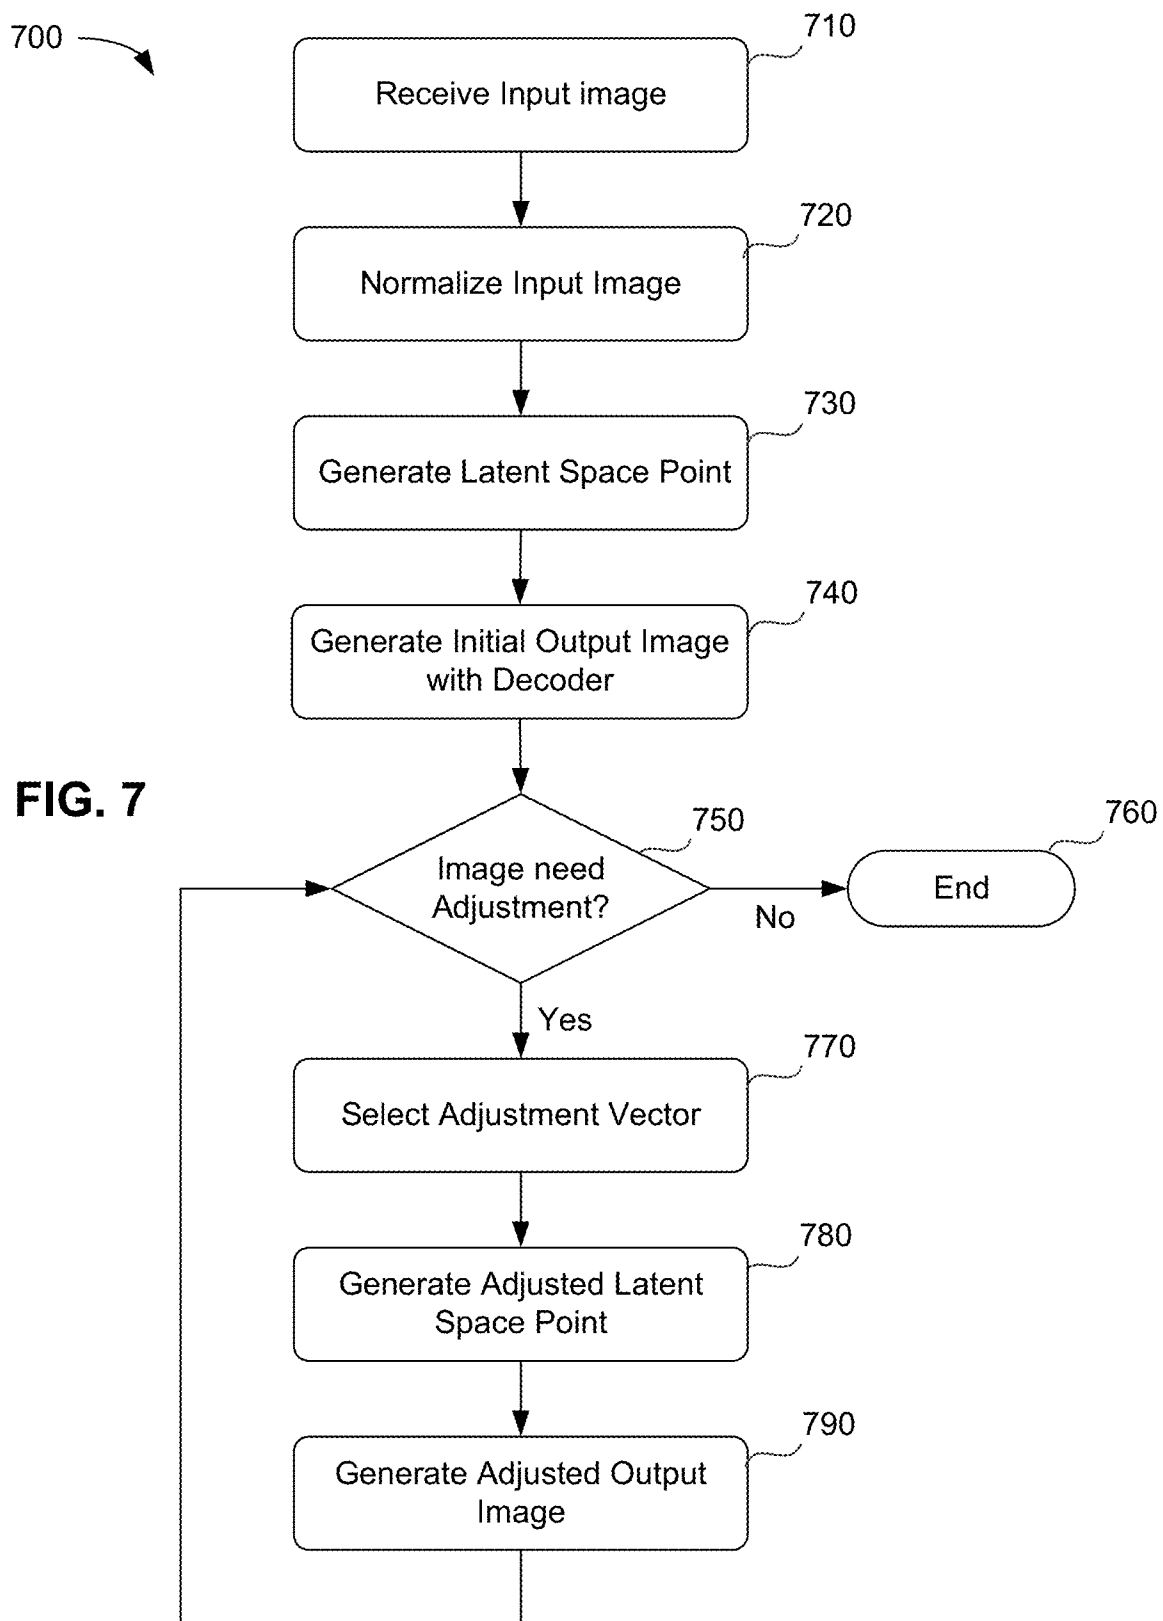 700
710
Receive Input image
720
Normalize Input Image
730
Generate Latent Space Point
740
Generate Initial Output Image
with Decoder
FIG. 7
750
Image need
Adjustment?
No
760
End
Yes
770
Select Adjustment Vector
780
Generate Adjusted Latent
Space Point
790
Generate Adjusted Output
Image